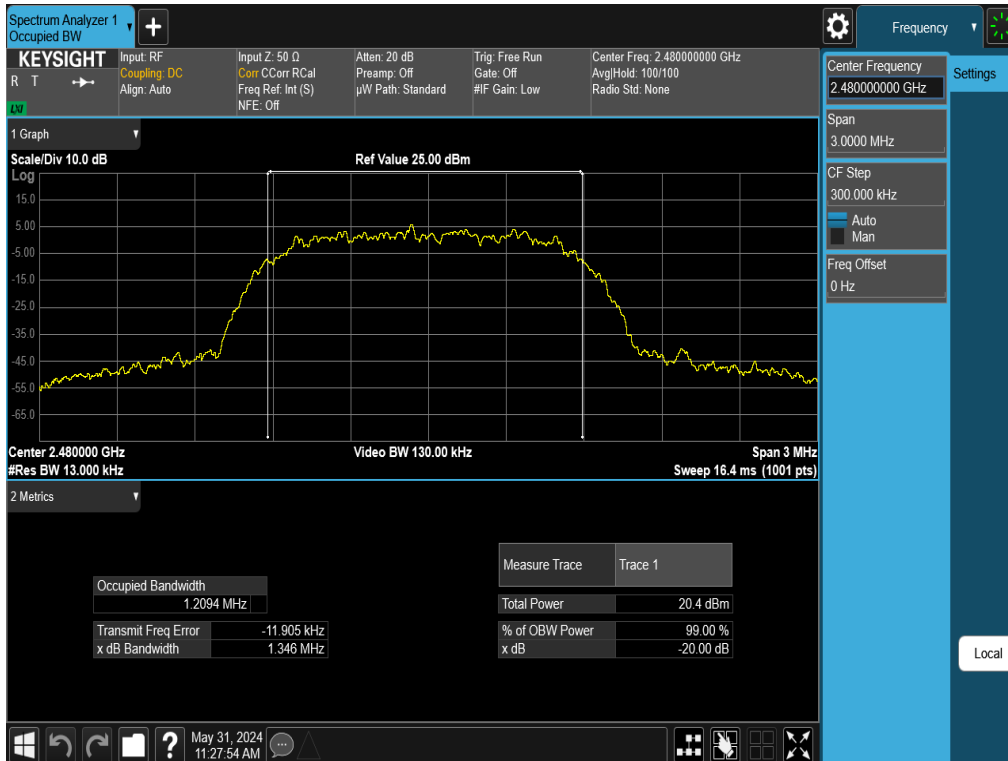 Spectrum Analyzer 1
Occupied BW
Frequency
KEYSIGHT
R T
LXI
Input: RF
Coupling: DC
Align: Auto
Input Z: 50 Ω
Corr CCorr RCal
Freq Ref: Int (S)
NFE: Off
Atten: 20 dB
Preamp: Off
µW Path: Standard
Trig: Free Run
Gate: Off
#IF Gain: Low
Center Freq: 2.480000000 GHz
Avg|Hold: 100/100
Radio Std: None
Center Frequency
2.480000000 GHz
Settings
Span
3.0000 MHz
CF Step
300.000 kHz
Auto
Man
Freq Offset
0 Hz
Local
1 Graph
Scale/Div 10.0 dB
Ref Value 25.00 dBm
Log
15.0
5.00
-5.00
-15.0
-25.0
-35.0
-45.0
-55.0
-65.0
Center 2.480000 GHz
Video BW 130.00 kHz
Span 3 MHz
#Res BW 13.000 kHz
Sweep 16.4 ms (1001 pts)
2 Metrics
Occupied Bandwidth
1.2094 MHz
Transmit Freq Error -11.905 kHz
x dB Bandwidth 1.346 MHz
Measure Trace Trace 1
Total Power 20.4 dBm
% of OBW Power 99.00 %
x dB -20.00 dB
?
May 31, 2024
11:27:54 AM